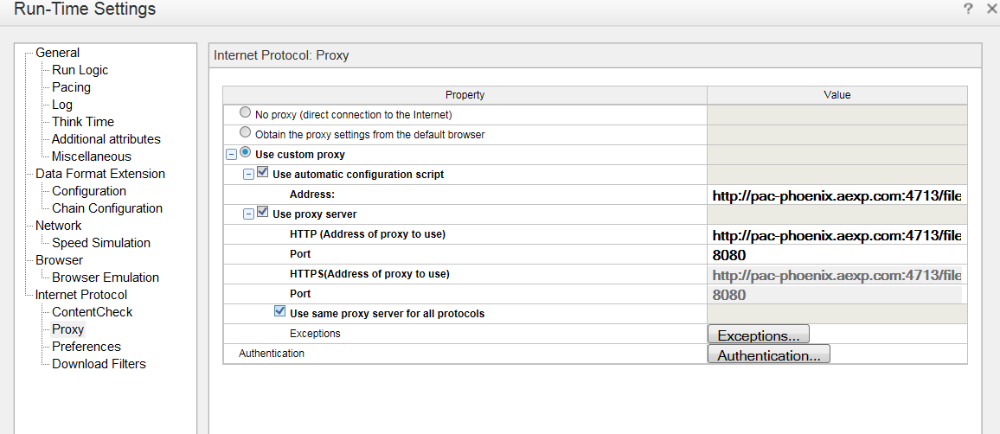 Run-Time Settings
? ×
General
Run Logic
Pacing
Log
Think Time
Additional attributes
Miscellaneous
Data Format Extension
Configuration
Chain Configuration
Network
Speed Simulation
Browser
Browser Emulation
Internet Protocol
ContentCheck
Proxy
Preferences
Download Filters
Internet Protocol: Proxy
Property Value
No proxy (direct connection to the Internet)
Obtain the proxy settings from the default browser
Use custom proxy
Use automatic configuration script
Address: http://pac-phoenix.aexp.com:4713/file
Use proxy server
HTTP (Address of proxy to use) http://pac-phoenix.aexp.com:4713/file
Port 8080
HTTPS(Address of proxy to use) http://pac-phoenix.aexp.com:4713/file
Port 8080
Use same proxy server for all protocols
Exceptions Exceptions...
Authentication Authentication...